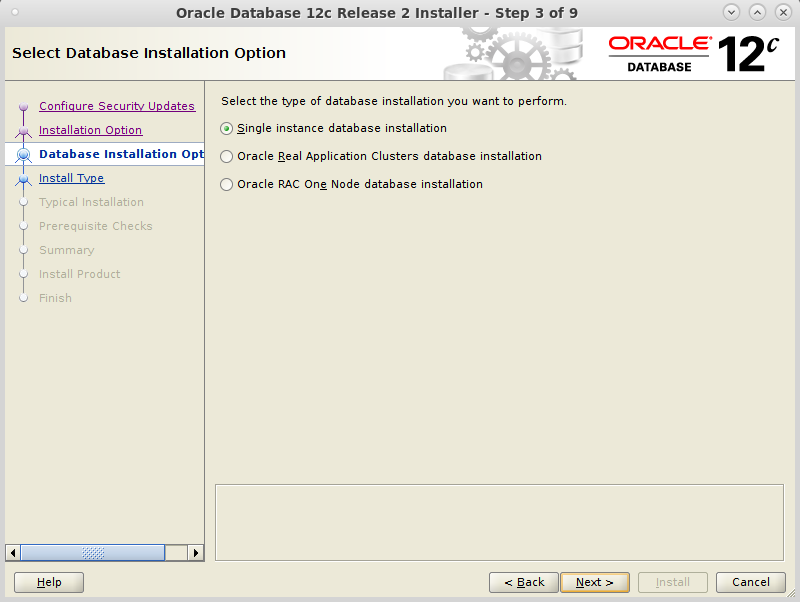 Oracle Database 12c Release 2 Installer - Step 3 of 9
Select Database Installation Option
ORACLE®
DATABASE
12c
Configure Security Updates
Installation Option
Database Installation Opt
Install Type
Typical Installation
Prerequisite Checks
Summary
Install Product
Finish
Select the type of database installation you want to perform.
Single instance database installation
Oracle Real Application Clusters database installation
Oracle RAC One Node database installation
Help
< Back
Next >
Install
Cancel